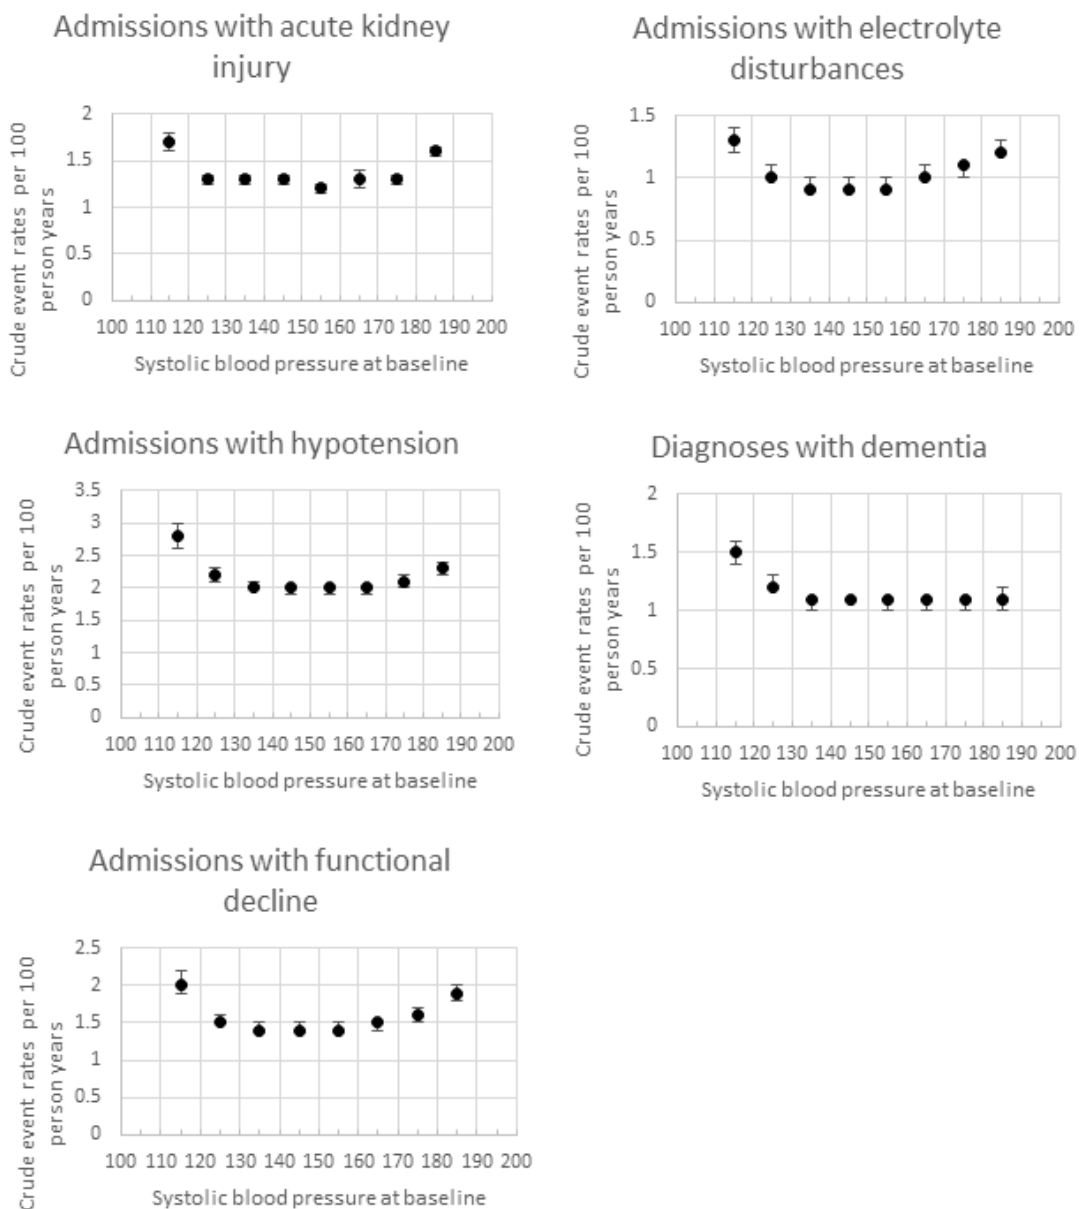 Admissions with acute kidney
injury
Crude event rates per 100
person years
2
1.5
1
0.5
0
100 110 120 130 140 150 160 170 180 190 200
Systolic blood pressure at baseline
Admissions with electrolyte
disturbances
Crude event rates per 100
person years
1.5
1
0.5
0
100 110 120 130 140 150 160 170 180 190 200
Systolic blood pressure at baseline
Admissions with hypotension
Crude event rates per 100
person years
3.5
3
2.5
2
1.5
1
0.5
0
100 110 120 130 140 150 160 170 180 190 200
Systolic blood pressure at baseline
Diagnoses with dementia
Crude event rates per 100
person years
2
1.5
1
0.5
0
100 110 120 130 140 150 160 170 180 190 200
Systolic blood pressure at baseline
Admissions with functional
decline
Crude event rates per 100
person years
2.5
2
1.5
1
0.5
0
100 110 120 130 140 150 160 170 180 190 200
Systolic blood pressure at baseline